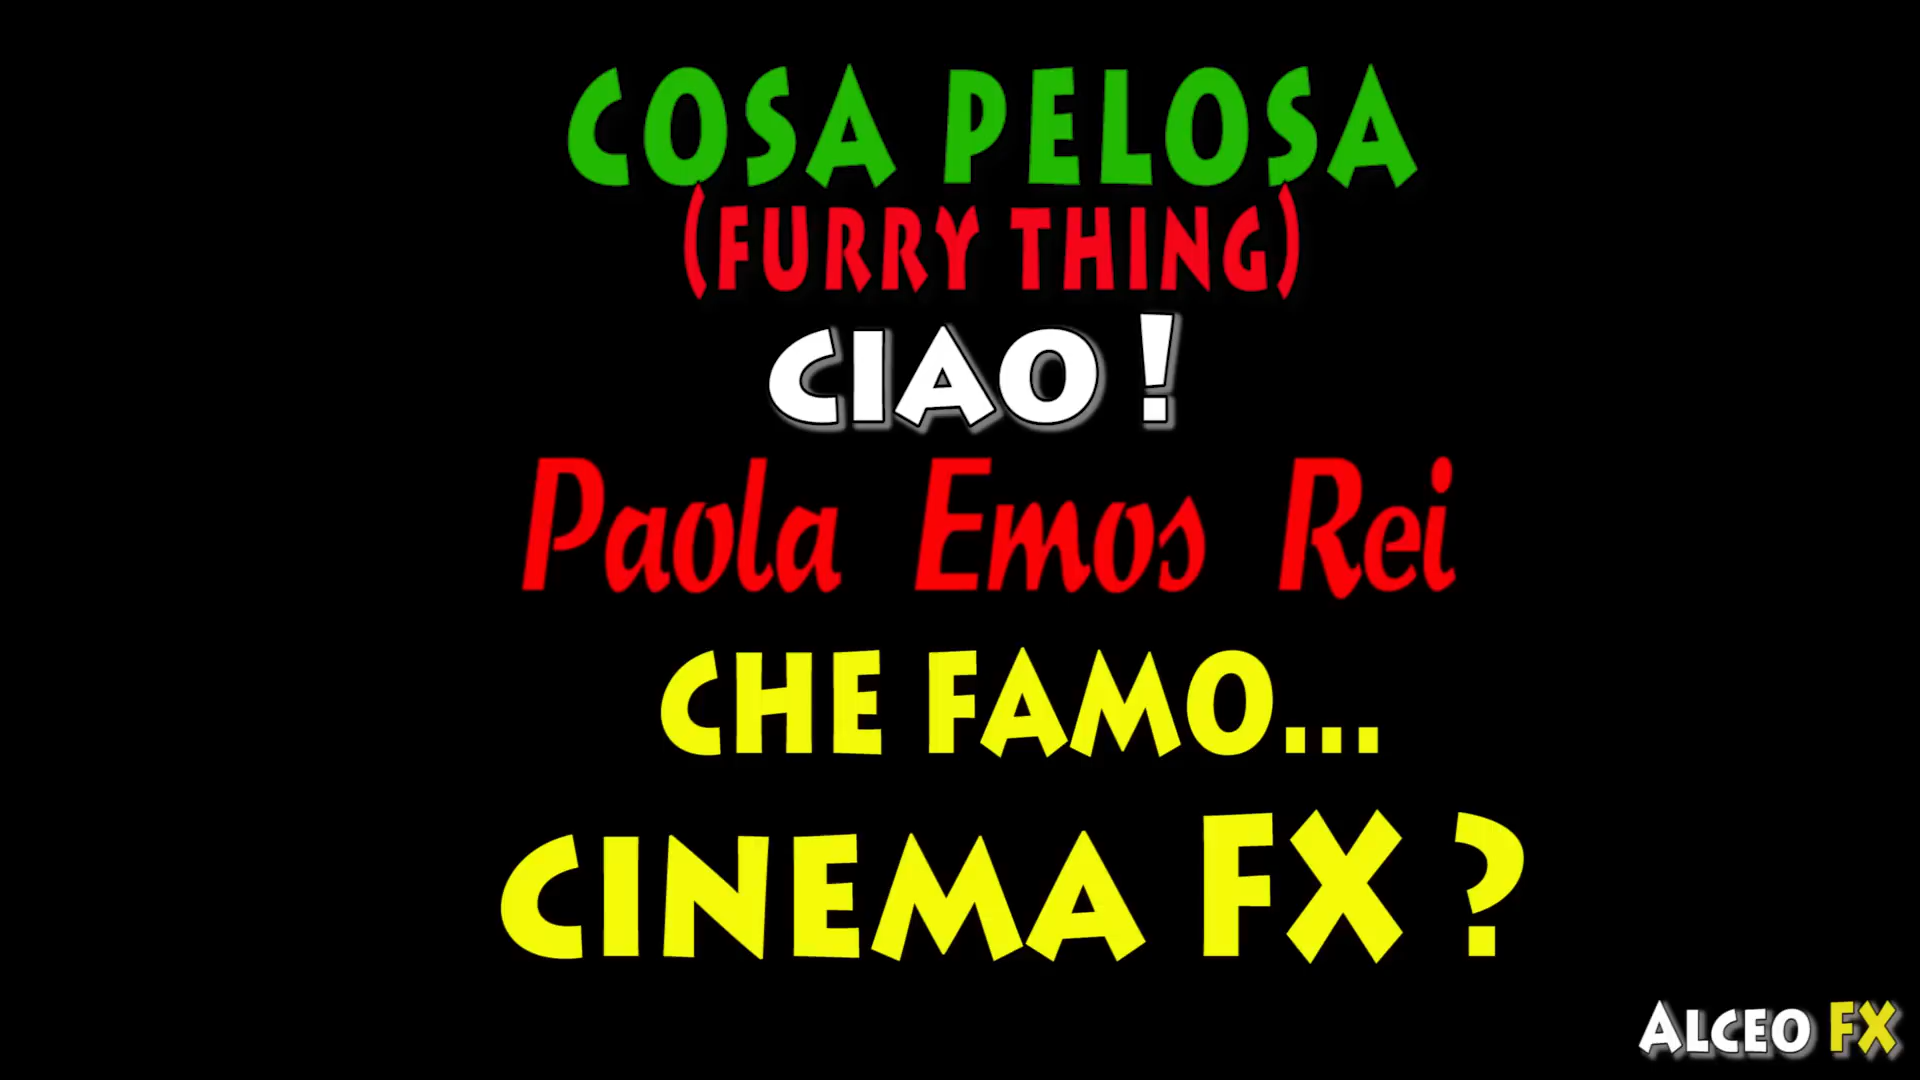 COSA PELOSA
(FURRY THING)
CIAO !
Paola Emos Rei
CHE FAMO...
CINEMA FX ?
ALCEO FX